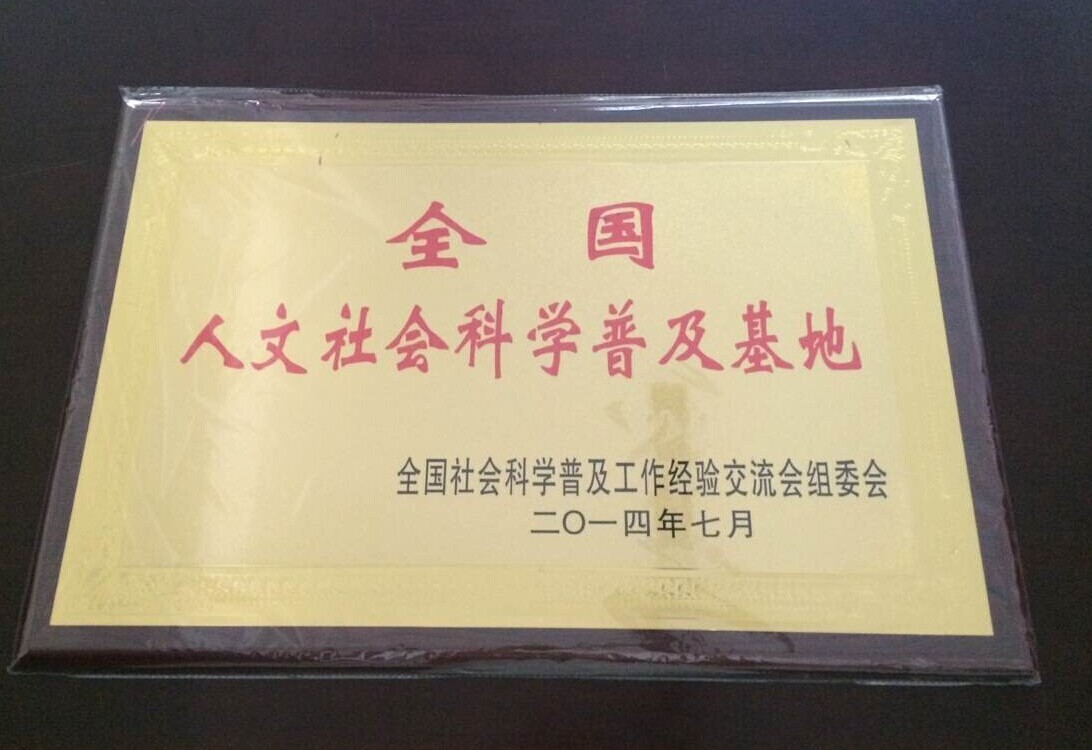 全国
人文社会科学普及基地
全国社会科学普及工作经验交流会组委会
二〇一四年七月